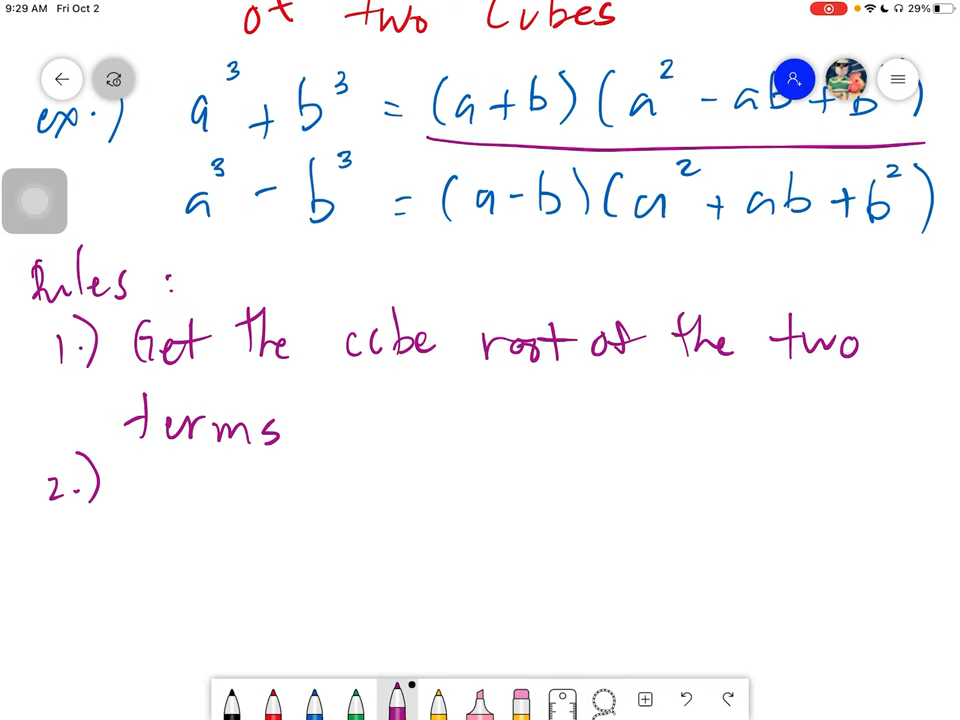 9:29 AM Fri Oct 2 29%
of two Cubes
ex.) a³ + b³ = (a+b)(a² - ab + b²)
a³ - b³ = (a-b)(a² + ab + b²)
Rules :
1.) Get the cube root of the two
terms
2.)